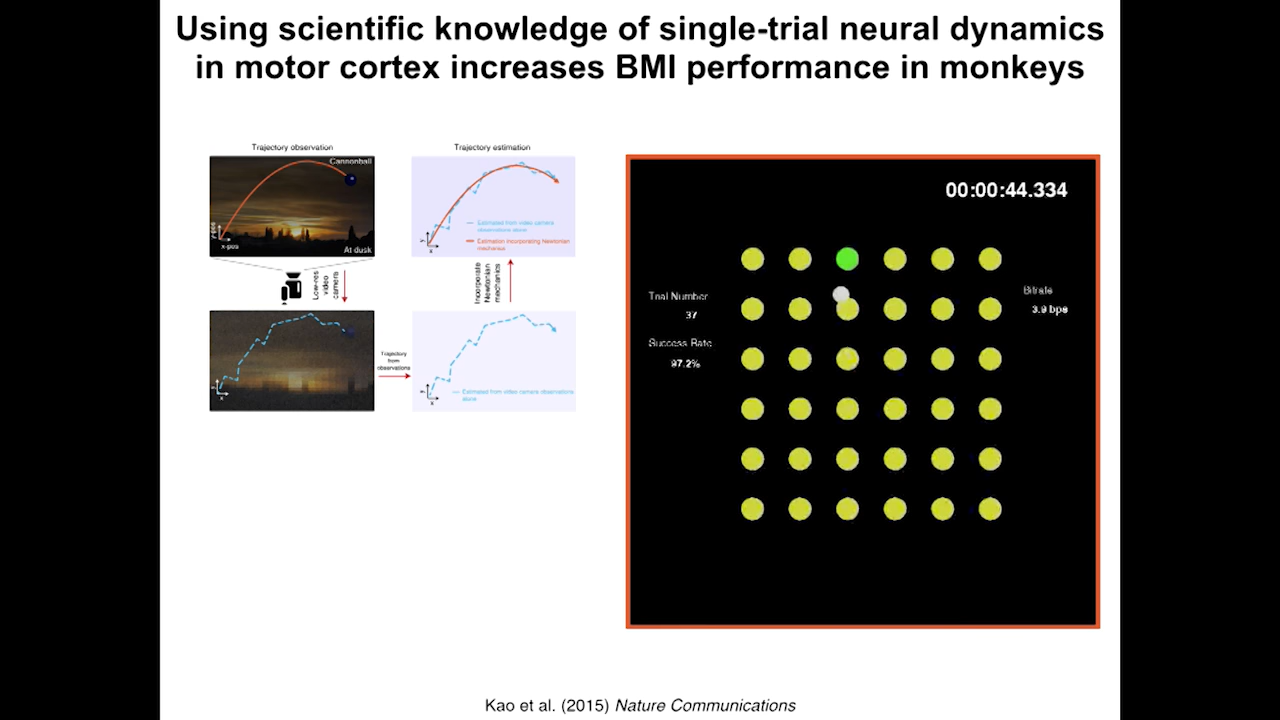 Using scientific knowledge of single-trial neural dynamics
in motor cortex increases BMI performance in monkeys
Trajectory observation
Cannonball
y-pos
x-pos
At dusk
Low-res
video
camera
Trajectory
from
observations
Trajectory estimation
Estimated from video camera
observations alone
Estimation incorporating Newtonian
mechanics
y
x
Incorporate
Newtonian
mechanics
Estimated from video camera observations
alone
y
x
00:00:44.334
Trial Number
37
Success Rate
97.2%
Bitrate
3.9 bps
Kao et al. (2015) Nature Communications